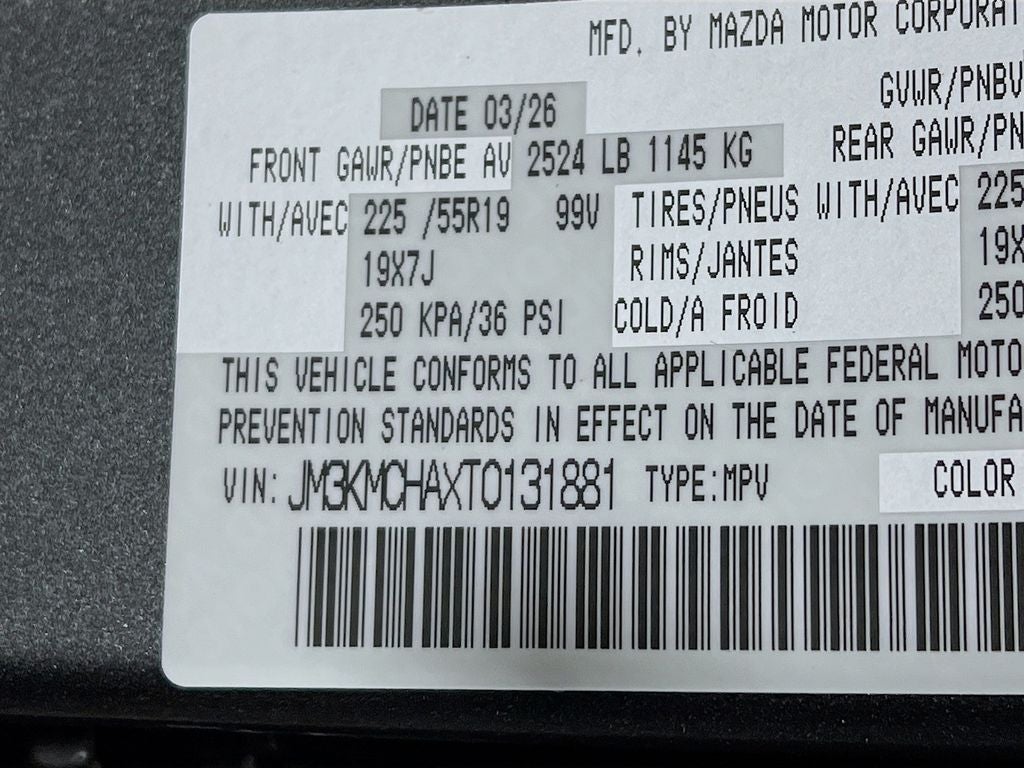 MFD. BY MAZDA MOTOR CORPORAT
DATE 03/26 GVWR/PNBV
FRONT GAWR/PNBE AV 2524 LB 1145 KG REAR GAWR/PN
WITH/AVEC 225 /55R19 99V TIRES/PNEUS WITH/AVEC 225
19X7J RIMS/JANTES 19X
250 KPA/36 PSI COLD/A FROID 250
THIS VEHICLE CONFORMS TO ALL APPLICABLE FEDERAL MOTO
PREVENTION STANDARDS IN EFFECT ON THE DATE OF MANUFA
VIN: JM3KMCHAXT0131881 TYPE:MPV COLOR